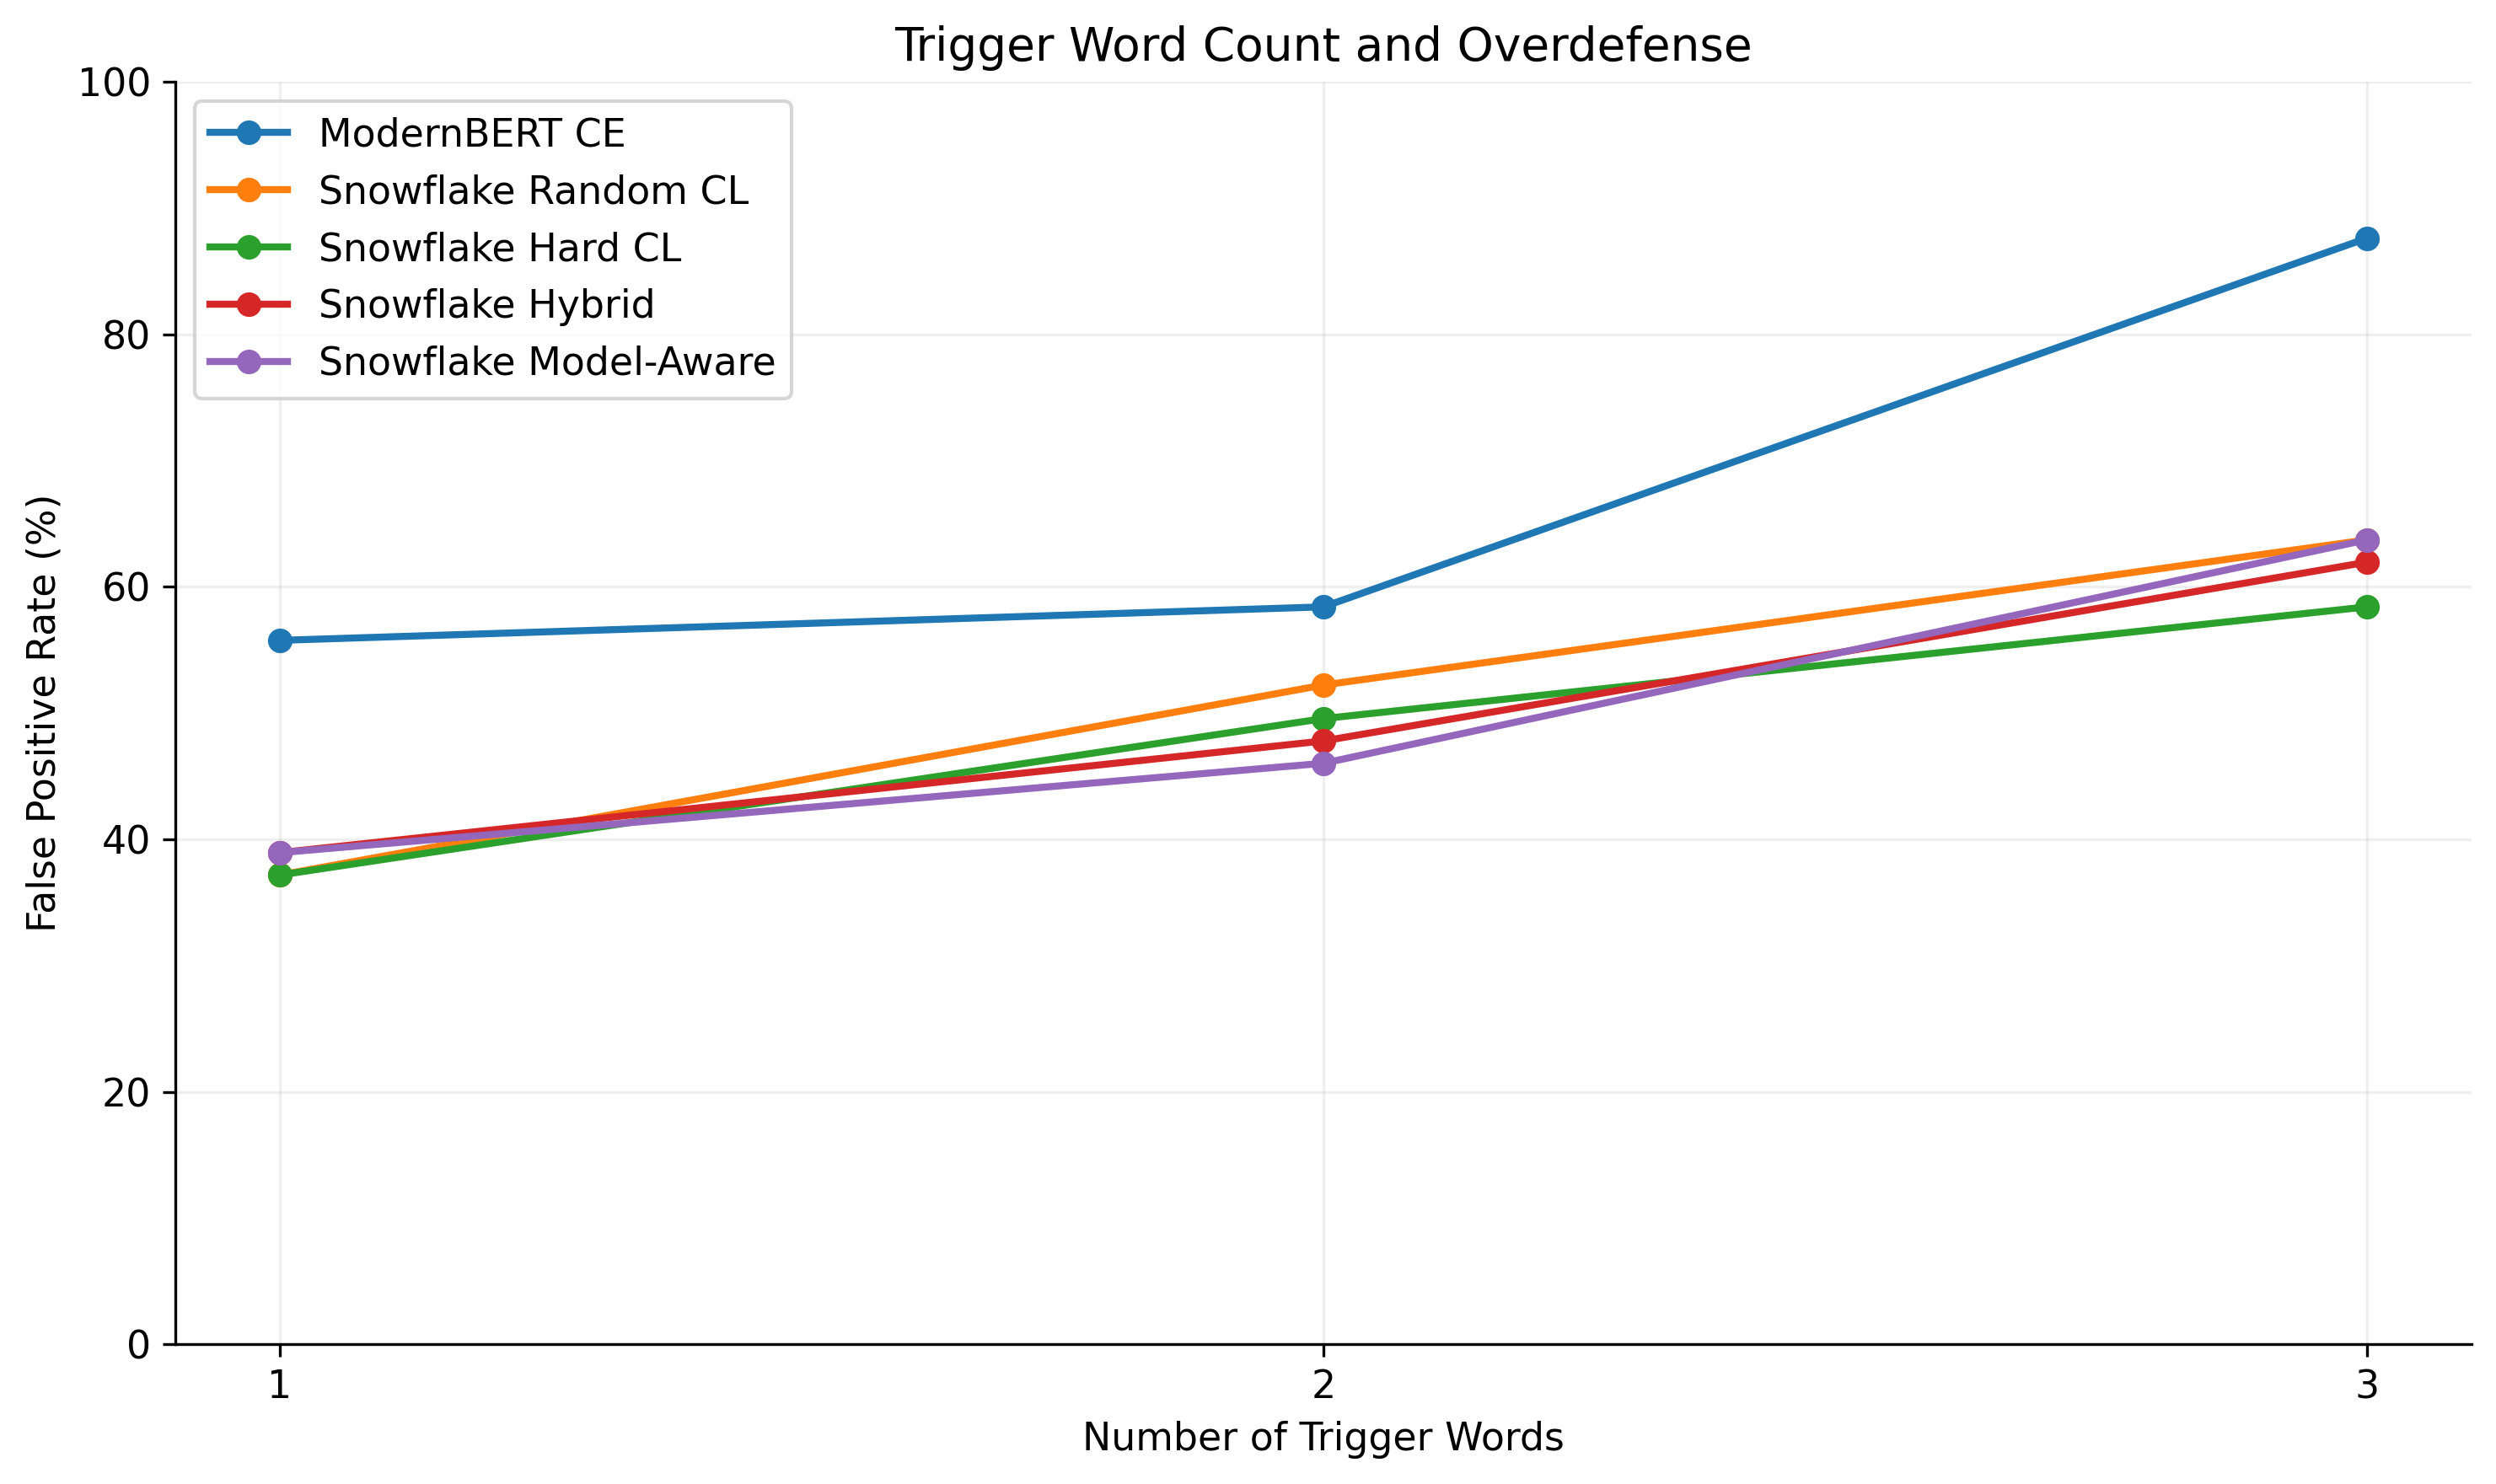 Trigger Word Count and Overdefense
100
80
60
40
20
0
False Positive Rate (%)
ModernBERT CE
Snowflake Random CL
Snowflake Hard CL
Snowflake Hybrid
Snowflake Model-Aware
1
2
3
Number of Trigger Words